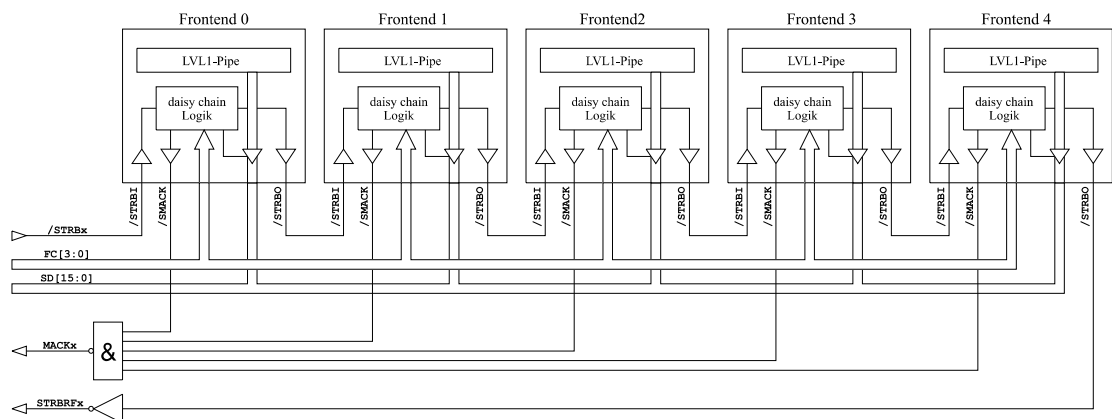 Frontend 0 Frontend 1 Frontend2 Frontend 3 Frontend 4
LVL1-Pipe LVL1-Pipe LVL1-Pipe LVL1-Pipe LVL1-Pipe
daisy chain daisy chain daisy chain daisy chain daisy chain
Logik Logik Logik Logik Logik
/STRBI /SMACK /STRBO /STRBI /SMACK /STRBO /STRBI /SMACK /STRBO /STRBI /SMACK /STRBO /STRBI /SMACK /STRBO
/STRBx
FC[3:0]
SD[15:0]
MACKx &
STRBRFx